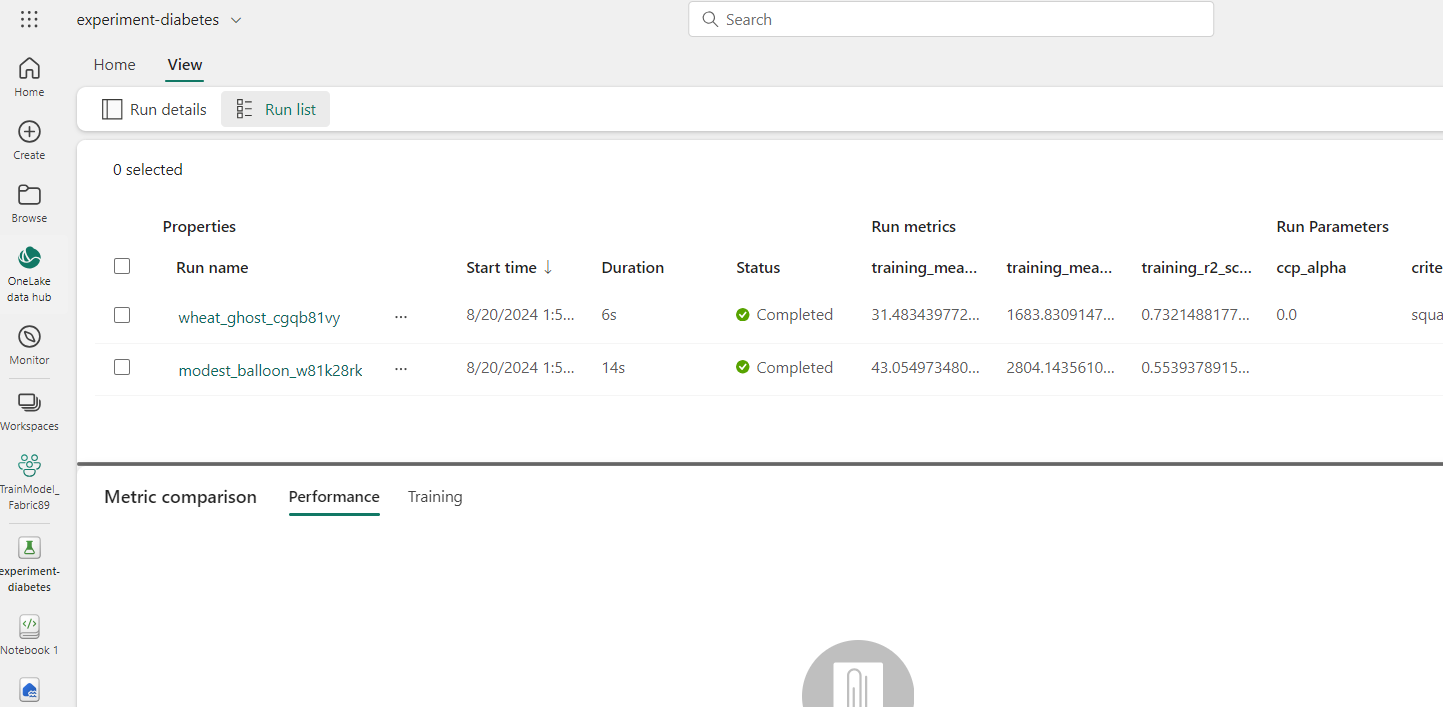 experiment-diabetes
Search
Home
View
Run details
Run list
Home
Create
Browse
OneLake
data hub
Monitor
Workspaces
TrainModel_
Fabric89
experiment-
diabetes
Notebook 1
0 selected
Properties
Run metrics
Run Parameters
Run name
Start time ↓
Duration
Status
training_mea...
training_mea...
training_r2_sc...
ccp_alpha
crite
wheat_ghost_cgqb81vy
...
8/20/2024 1:5...
6s
Completed
31.483439772...
1683.8309147...
0.7321488177...
0.0
squa
modest_balloon_w81k28rk
...
8/20/2024 1:5...
14s
Completed
43.054973480...
2804.1435610...
0.5539378915...
Metric comparison
Performance
Training